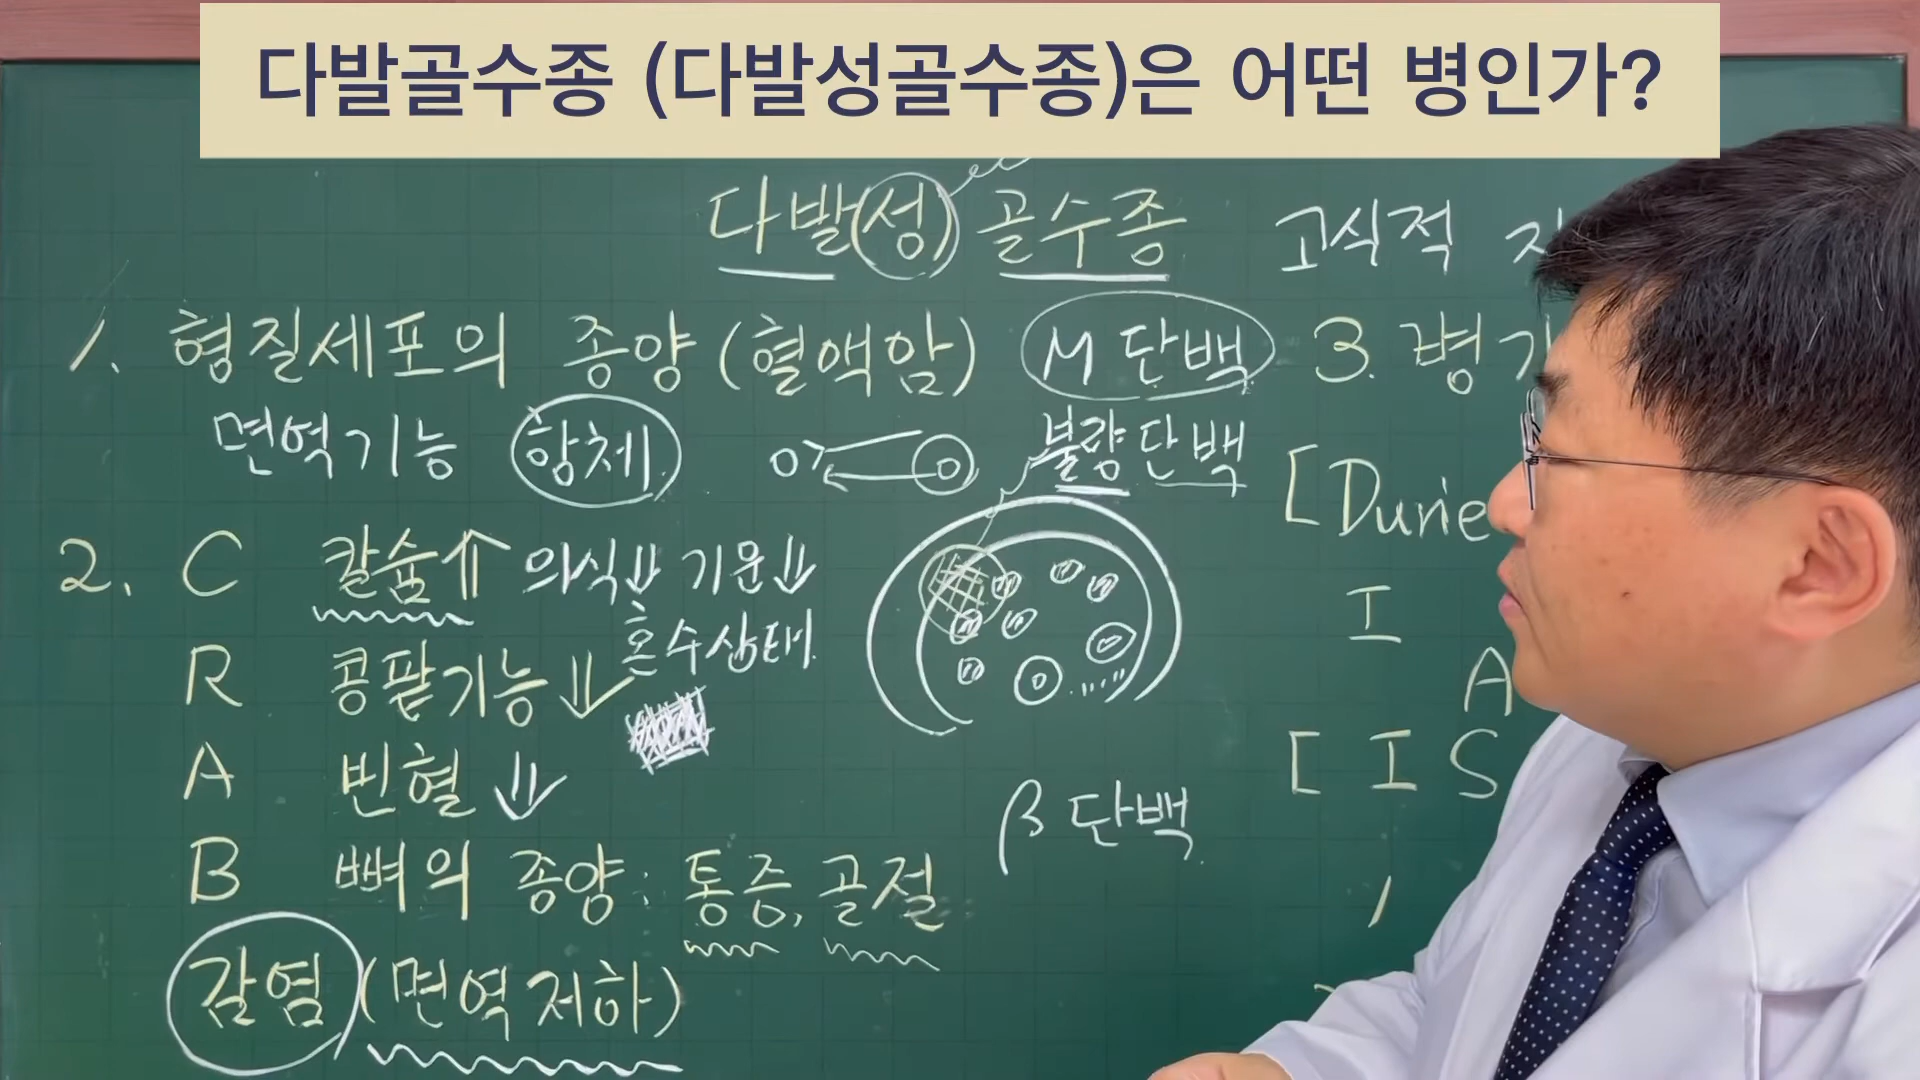 다발골수종 (다발성골수종)은 어떤 병인가?
다발(성) 골수종
고식적
1. 형질세포의 종양 (혈액암)
M 단백
3. 병기
면역기능 항체
불량단백
[Durie
2. C 칼슘⇑ 의식⇓ 기운⇓
혼수상태
I
R 콩팥기능⇓
A
A 빈혈⇓
[ I S
β 단백
B 뼈의 종양: 통증, 골절
감염 (면역저하)